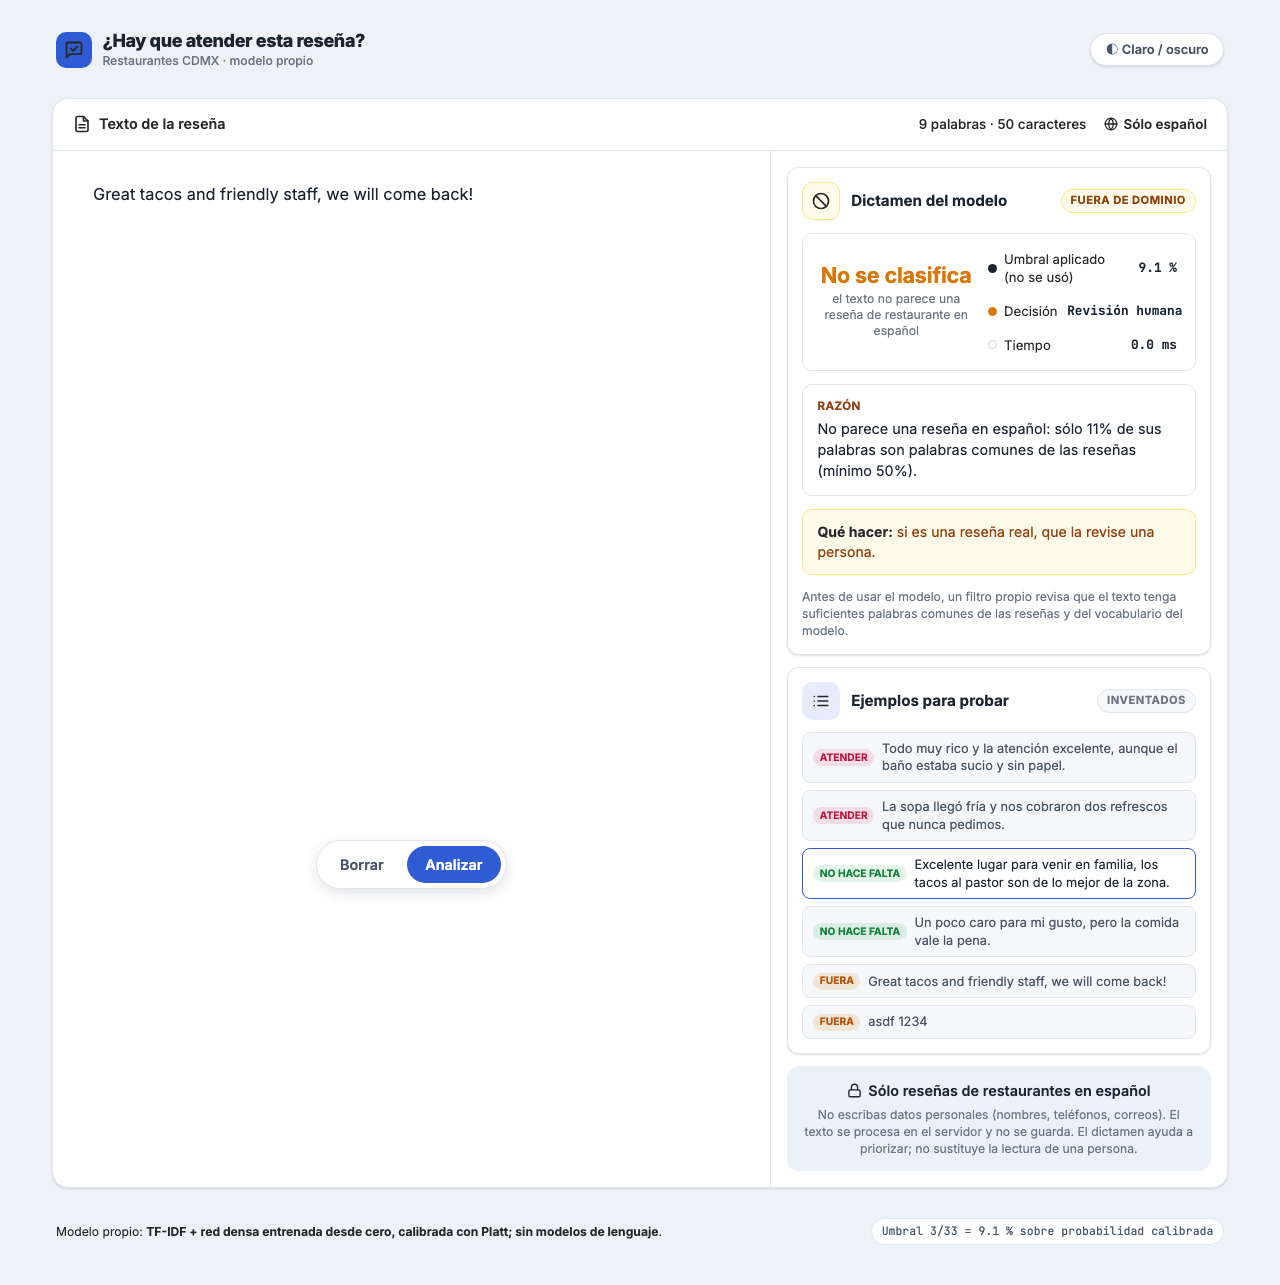 ¿Hay que atender esta reseña?
Restaurantes CDMX · modelo propio
Claro / oscuro
Texto de la reseña
9 palabras · 50 caracteres
Sólo español
Great tacos and friendly staff, we will come back!
Borrar
Analizar
Dictamen del modelo
FUERA DE DOMINIO
No se clasifica
el texto no parece una
reseña de restaurante en
español
Umbral aplicado
(no se usó)
9.1 %
Decisión
Revisión humana
Tiempo
0.0 ms
RAZÓN
No parece una reseña en español: sólo 11% de sus
palabras son palabras comunes de las reseñas
(mínimo 50%).
Qué hacer: si es una reseña real, que la revise una
persona.
Antes de usar el modelo, un filtro propio revisa que el texto tenga
suficientes palabras comunes de las reseñas y del vocabulario del
modelo.
Ejemplos para probar
INVENTADOS
ATENDER
Todo muy rico y la atención excelente, aunque el
baño estaba sucio y sin papel.
ATENDER
La sopa llegó fría y nos cobraron dos refrescos
que nunca pedimos.
NO HACE FALTA
Excelente lugar para venir en familia, los
tacos al pastor son de lo mejor de la zona.
NO HACE FALTA
Un poco caro para mi gusto, pero la comida
vale la pena.
FUERA
Great tacos and friendly staff, we will come back!
FUERA
asdf 1234
Sólo reseñas de restaurantes en español
No escribas datos personales (nombres, teléfonos, correos). El
texto se procesa en el servidor y no se guarda. El dictamen ayuda a
priorizar; no sustituye la lectura de una persona.
Modelo propio: TF-IDF + red densa entrenada desde cero, calibrada con Platt; sin modelos de lenguaje.
Umbral 3/33 = 9.1 % sobre probabilidad calibrada